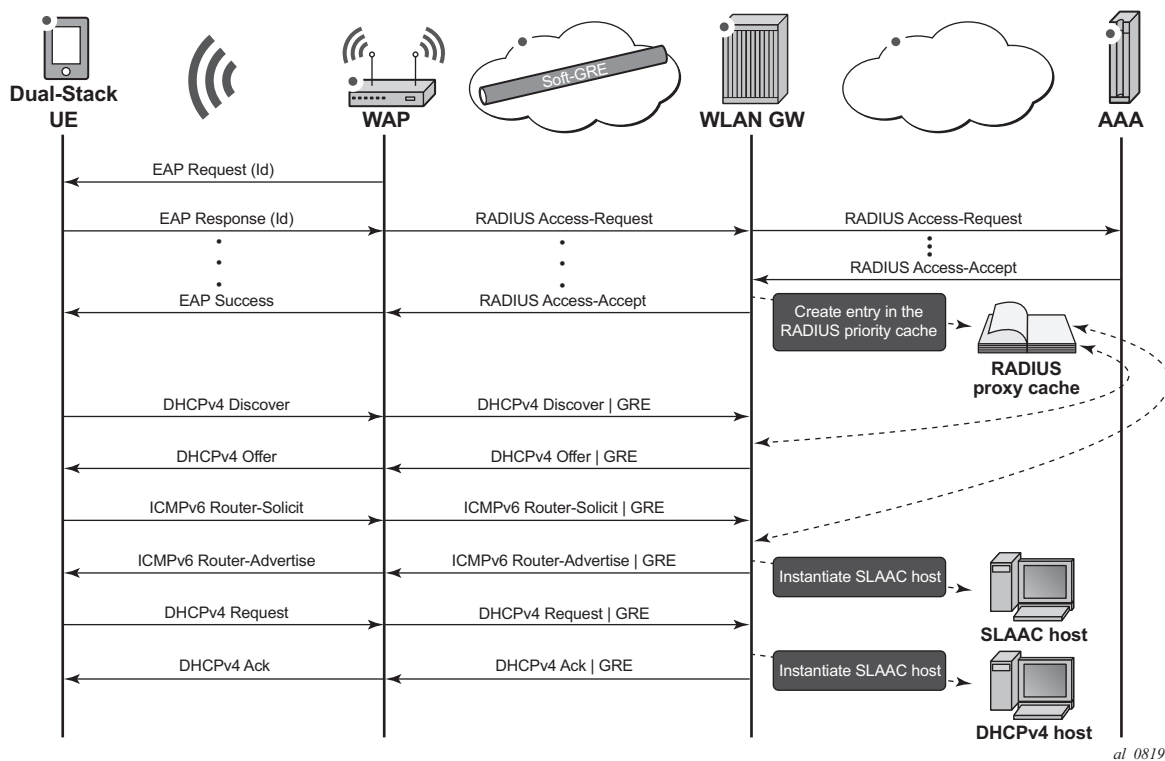 Soft-GRE
Dual-Stack
UE
WAP
WLAN GW
AAA
EAP Request (Id)
EAP Response (Id)
RADIUS Access-Request
RADIUS Access-Request
RADIUS Access-Accept
EAP Success
RADIUS Access-Accept
Create entry in the
RADIUS priority cache
RADIUS
proxy cache
DHCPv4 Discover
DHCPv4 Discover | GRE
DHCPv4 Offer
DHCPv4 Offer | GRE
ICMPv6 Router-Solicit
ICMPv6 Router-Solicit | GRE
ICMPv6 Router-Advertise
ICMPv6 Router-Advertise | GRE
Instantiate SLAAC host
DHCPv4 Request
DHCPv4 Request | GRE
SLAAC host
DHCPv4 Ack
DHCPv4 Ack | GRE
Instantiate SLAAC host
DHCPv4 host
al_0819